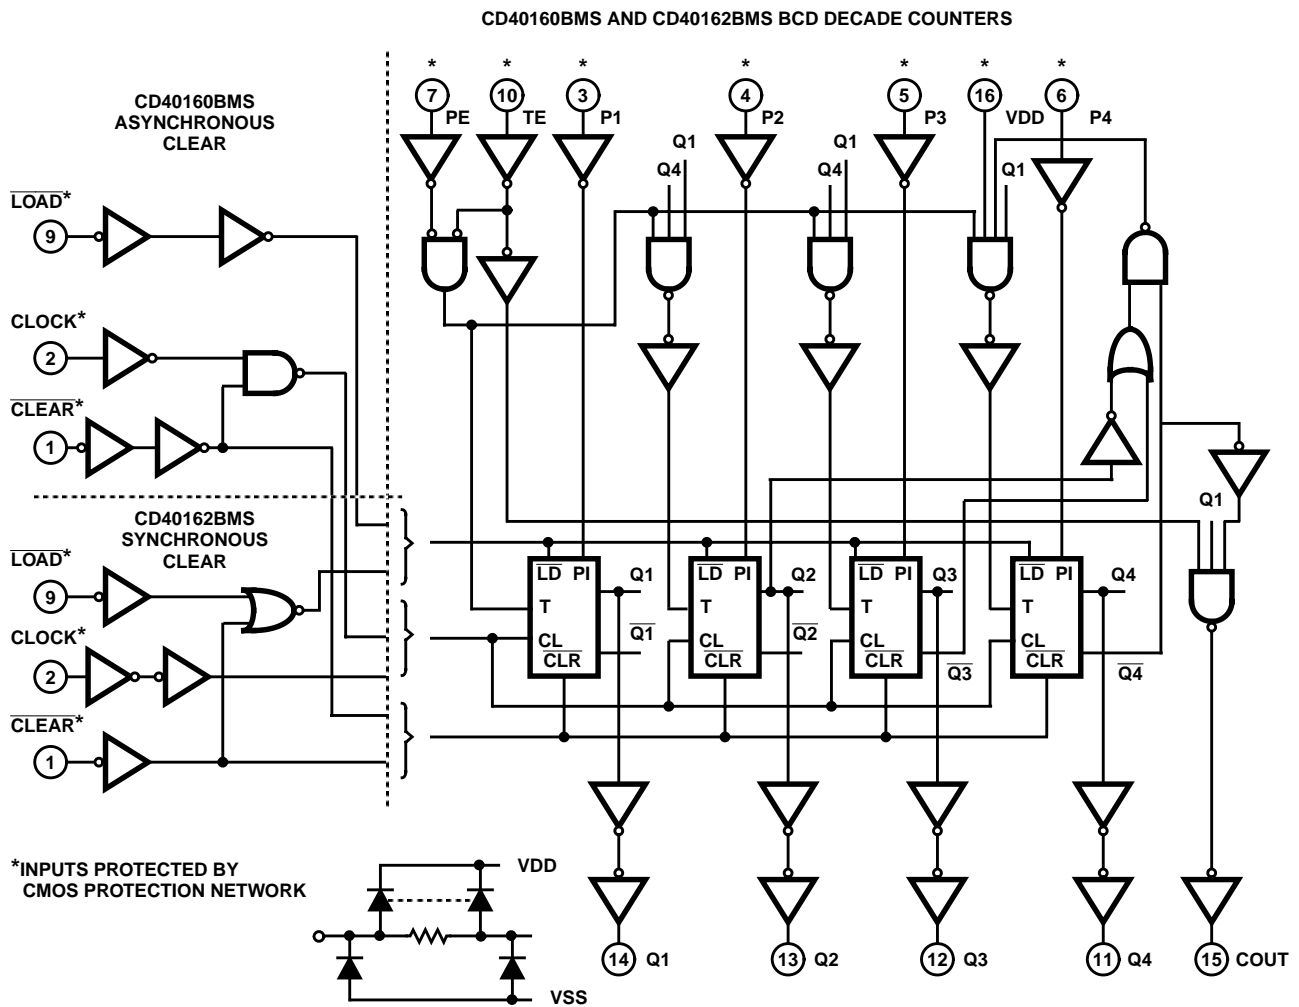 CD40160BMS AND CD40162BMS BCD DECADE COUNTERS
CD40160BMS
ASYNCHRONOUS
CLEAR
* * * * * * *
7 10 3 4 5 16 6
PE TE P1 P2 P3 VDD P4
Q1 Q1
Q4 Q4 Q1
LOAD*
9
CLOCK*
2
CLEAR*
1
CD40162BMS
SYNCHRONOUS
CLEAR
LOAD*
9
CLOCK*
2
CLEAR*
1
Q1
LD PI Q1 LD PI Q2 LD PI Q3 LD PI Q4
T T T T
CL Q1 CL Q2 CL CL
CLR CLR CLR Q3 CLR Q4
*INPUTS PROTECTED BY
CMOS PROTECTION NETWORK
VDD
VSS
14 Q1 13 Q2 12 Q3 11 Q4 15 COUT